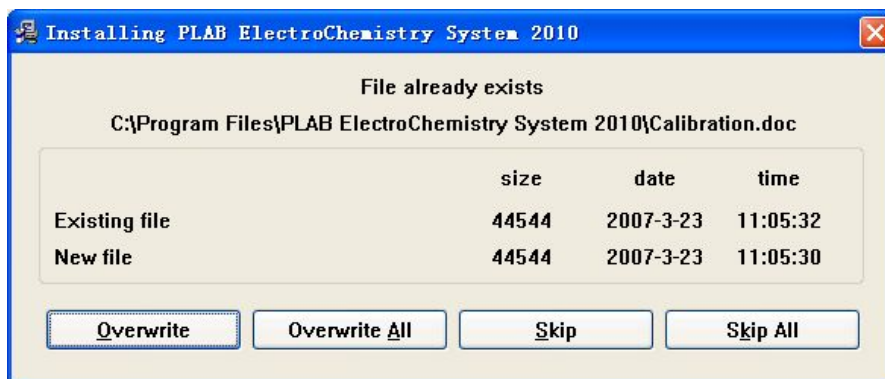 Installing PLAB ElectroChemistry System 2010
File already exists
C:\Program Files\PLAB ElectroChemistry System 2010\Calibration.doc
size date time
Existing file 44544 2007-3-23 11:05:32
New file 44544 2007-3-23 11:05:30
Overwrite Overwrite All Skip Skip All